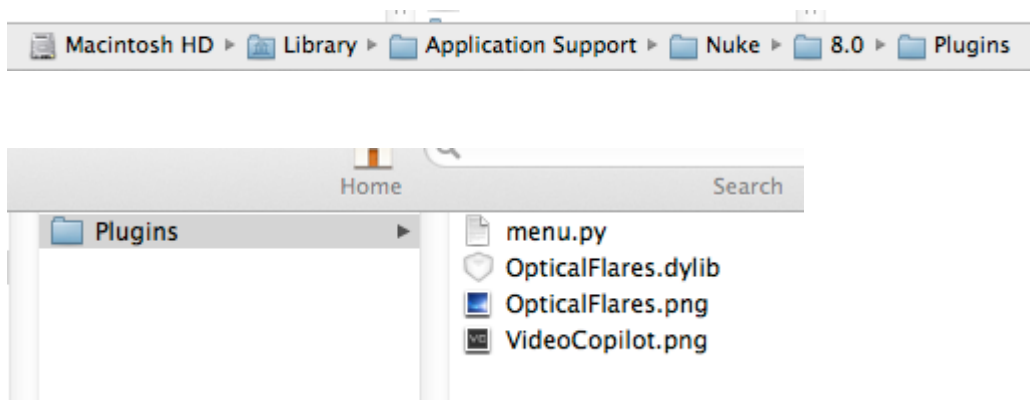 Macintosh HD ▸ Library ▸ Application Support ▸ Nuke ▸ 8.0 ▸ Plugins
Home Search
Plugins
menu.py
OpticalFlares.dylib
OpticalFlares.png
VideoCopilot.png